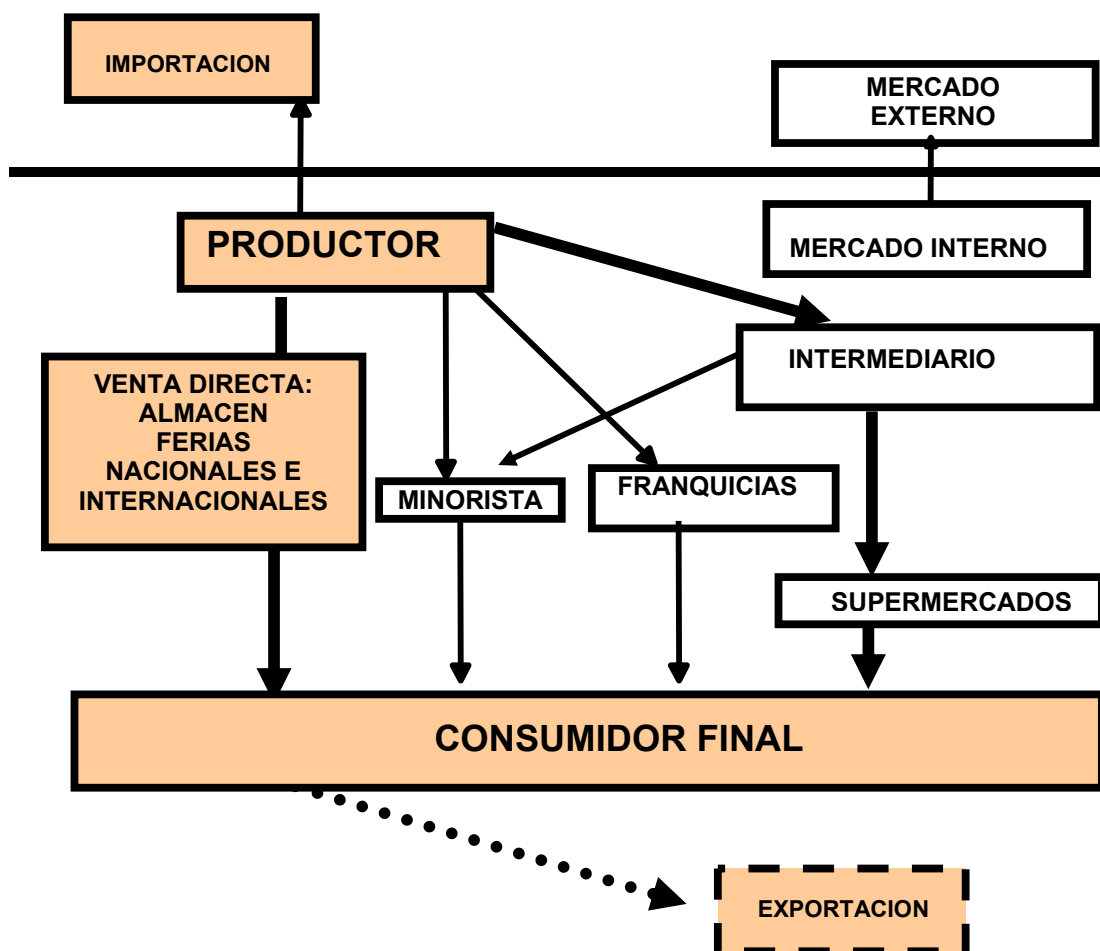 IMPORTACION
MERCADO
EXTERNO
PRODUCTOR
MERCADO INTERNO
VENTA DIRECTA:
ALMACEN
FERIAS
NACIONALES E
INTERNACIONALES
INTERMEDIARIO
MINORISTA
FRANQUICIAS
SUPERMERCADOS
CONSUMIDOR FINAL
EXPORTACION